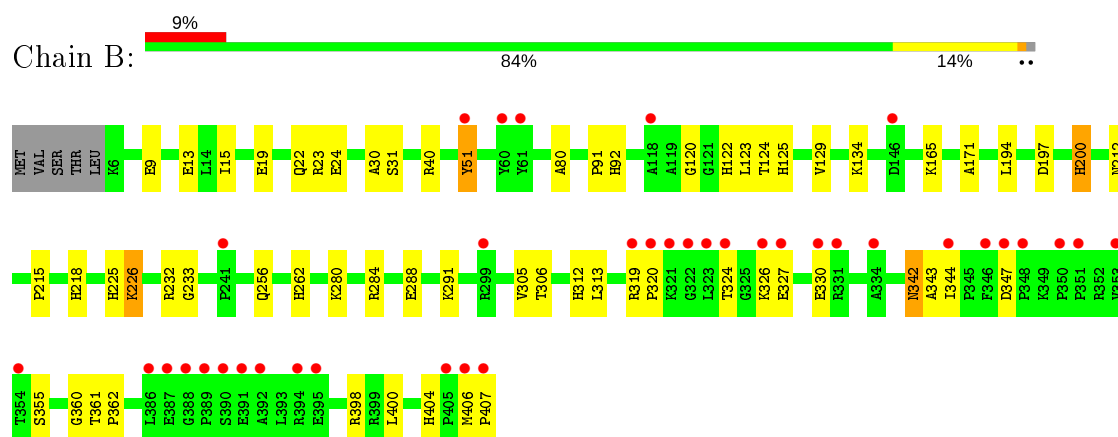 9%
Chain B:
84% 14% ••
MET VAL SER THR LEU K6 E9 E13 L14 I15 E19 Q22 R23 E24 A30 S31 R40 Y51 Y60 Y61 A80 P91 H92 A118 A119 G120 G121 H122 L123 T124 H125 V129 K134 D146 K165 A171 L194 D197 H200 N212
P215 H218 H225 K226 R232 G233 P241 Q256 H262 K280 R284 E288 K291 R299 V305 T306 H312 L313 R319 P320 K321 G322 L323 T324 G325 K326 E327 E330 R331 A334 N342 A343 I344 P345 F346 D347 P348 K349 P350 P351 R352 V353
T354 S355 G360 T361 P362 L386 E387 G388 P389 S390 E391 A392 L393 R394 E395 R398 R399 L400 H404 P405 M406 P407